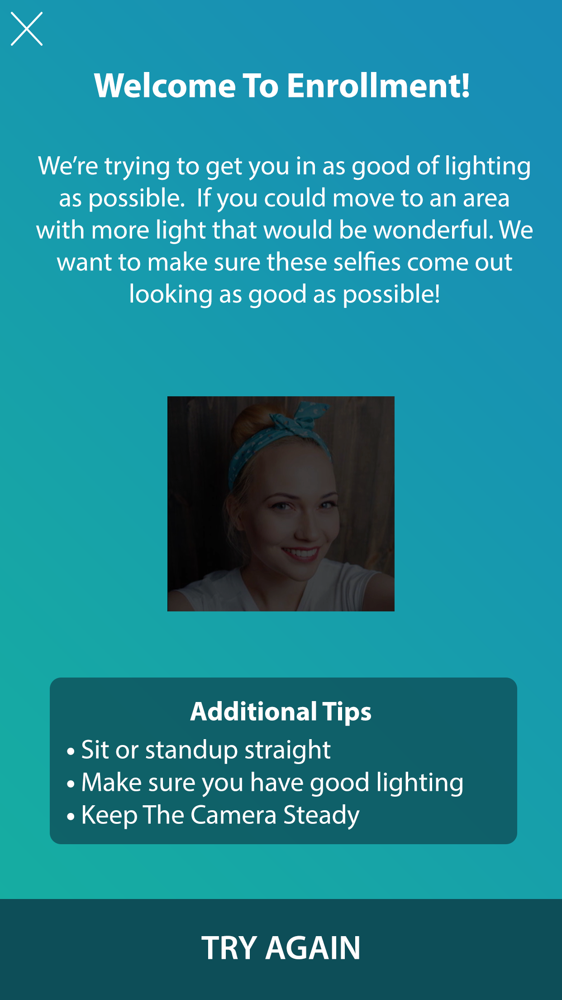 Welcome To Enrollment!
We’re trying to get you in as good of lighting
as possible.  If you could move to an area
with more light that would be wonderful. We
want to make sure these selfies come out
looking as good as possible!
Additional Tips
• Sit or standup straight
• Make sure you have good lighting
• Keep The Camera Steady
TRY AGAIN